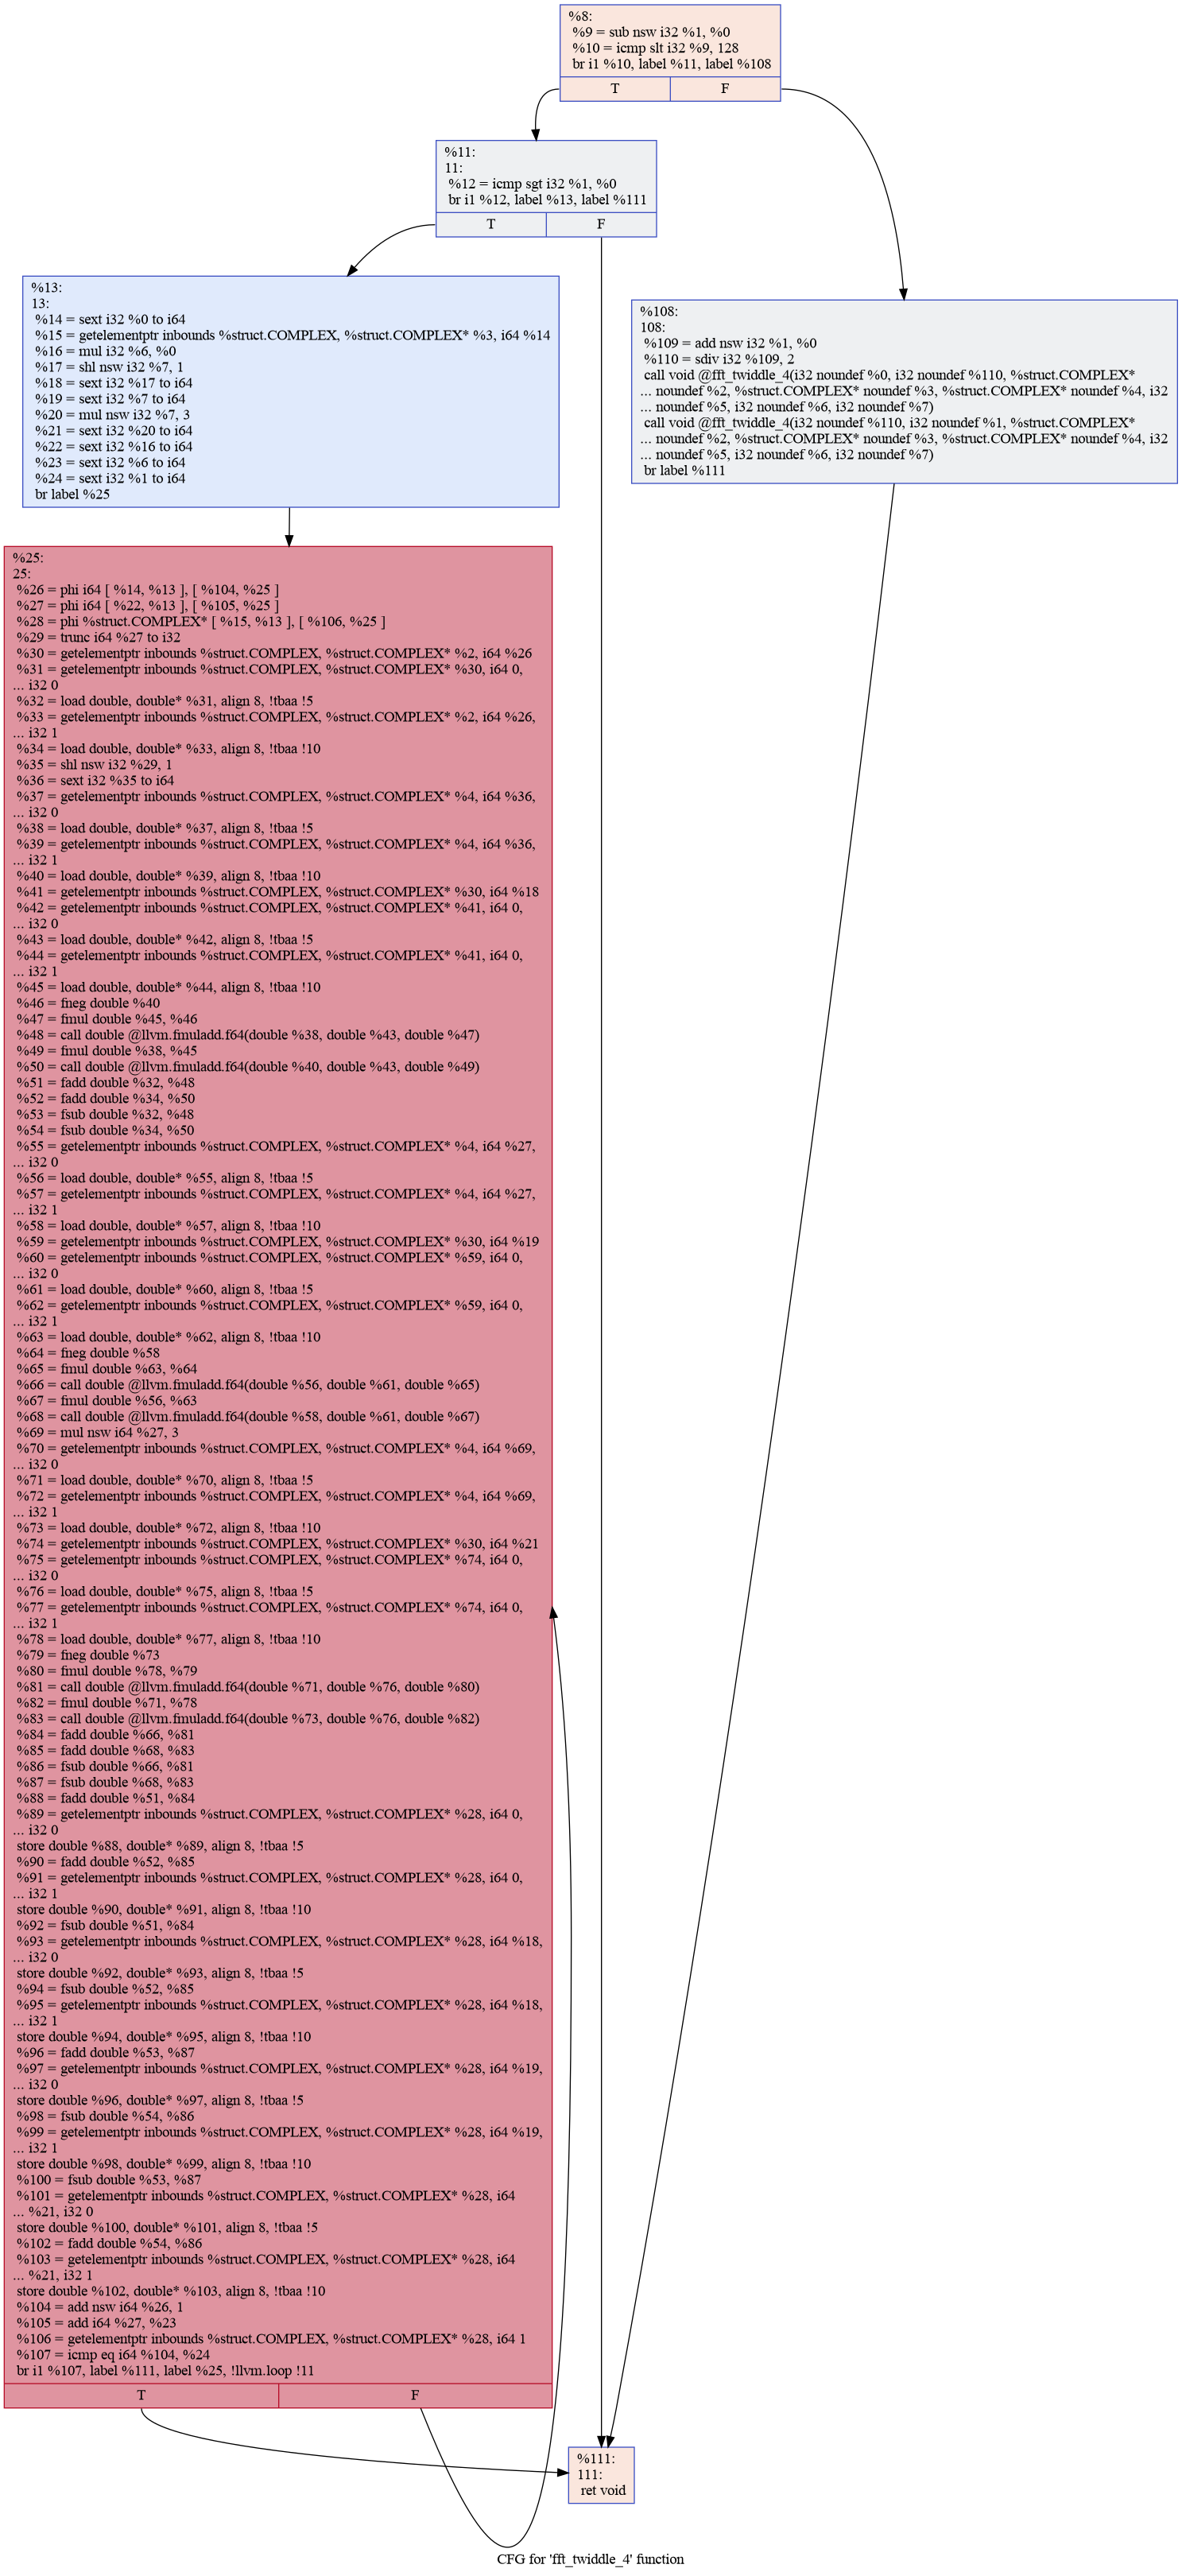 %8:
%9 = sub nsw i32 %1, %0
%10 = icmp slt i32 %9, 128
br i1 %10, label %11, label %108
T
F
%11:
11:
%12 = icmp sgt i32 %1, %0
br i1 %12, label %13, label %111
T
F
%13:
13:
%14 = sext i32 %0 to i64
%15 = getelementptr inbounds %struct.COMPLEX, %struct.COMPLEX* %3, i64 %14
%16 = mul i32 %6, %0
%17 = shl nsw i32 %7, 1
%18 = sext i32 %17 to i64
%19 = sext i32 %7 to i64
%20 = mul nsw i32 %7, 3
%21 = sext i32 %20 to i64
%22 = sext i32 %16 to i64
%23 = sext i32 %6 to i64
%24 = sext i32 %1 to i64
br label %25
%108:
108:
%109 = add nsw i32 %1, %0
%110 = sdiv i32 %109, 2
call void @fft_twiddle_4(i32 noundef %0, i32 noundef %110, %struct.COMPLEX*
... noundef %2, %struct.COMPLEX* noundef %3, %struct.COMPLEX* noundef %4, i32
... noundef %5, i32 noundef %6, i32 noundef %7)
call void @fft_twiddle_4(i32 noundef %110, i32 noundef %1, %struct.COMPLEX*
... noundef %2, %struct.COMPLEX* noundef %3, %struct.COMPLEX* noundef %4, i32
... noundef %5, i32 noundef %6, i32 noundef %7)
br label %111
%25:
25:
%26 = phi i64 [ %14, %13 ], [ %104, %25 ]
%27 = phi i64 [ %22, %13 ], [ %105, %25 ]
%28 = phi %struct.COMPLEX* [ %15, %13 ], [ %106, %25 ]
%29 = trunc i64 %27 to i32
%30 = getelementptr inbounds %struct.COMPLEX, %struct.COMPLEX* %2, i64 %26
%31 = getelementptr inbounds %struct.COMPLEX, %struct.COMPLEX* %30, i64 0,
... i32 0
%32 = load double, double* %31, align 8, !tbaa !5
%33 = getelementptr inbounds %struct.COMPLEX, %struct.COMPLEX* %2, i64 %26,
... i32 1
%34 = load double, double* %33, align 8, !tbaa !10
%35 = shl nsw i32 %29, 1
%36 = sext i32 %35 to i64
%37 = getelementptr inbounds %struct.COMPLEX, %struct.COMPLEX* %4, i64 %36,
... i32 0
%38 = load double, double* %37, align 8, !tbaa !5
%39 = getelementptr inbounds %struct.COMPLEX, %struct.COMPLEX* %4, i64 %36,
... i32 1
%40 = load double, double* %39, align 8, !tbaa !10
%41 = getelementptr inbounds %struct.COMPLEX, %struct.COMPLEX* %30, i64 %18
%42 = getelementptr inbounds %struct.COMPLEX, %struct.COMPLEX* %41, i64 0,
... i32 0
%43 = load double, double* %42, align 8, !tbaa !5
%44 = getelementptr inbounds %struct.COMPLEX, %struct.COMPLEX* %41, i64 0,
... i32 1
%45 = load double, double* %44, align 8, !tbaa !10
%46 = fneg double %40
%47 = fmul double %45, %46
%48 = call double @llvm.fmuladd.f64(double %38, double %43, double %47)
%49 = fmul double %38, %45
%50 = call double @llvm.fmuladd.f64(double %40, double %43, double %49)
%51 = fadd double %32, %48
%52 = fadd double %34, %50
%53 = fsub double %32, %48
%54 = fsub double %34, %50
%55 = getelementptr inbounds %struct.COMPLEX, %struct.COMPLEX* %4, i64 %27,
... i32 0
%56 = load double, double* %55, align 8, !tbaa !5
%57 = getelementptr inbounds %struct.COMPLEX, %struct.COMPLEX* %4, i64 %27,
... i32 1
%58 = load double, double* %57, align 8, !tbaa !10
%59 = getelementptr inbounds %struct.COMPLEX, %struct.COMPLEX* %30, i64 %19
%60 = getelementptr inbounds %struct.COMPLEX, %struct.COMPLEX* %59, i64 0,
... i32 0
%61 = load double, double* %60, align 8, !tbaa !5
%62 = getelementptr inbounds %struct.COMPLEX, %struct.COMPLEX* %59, i64 0,
... i32 1
%63 = load double, double* %62, align 8, !tbaa !10
%64 = fneg double %58
%65 = fmul double %63, %64
%66 = call double @llvm.fmuladd.f64(double %56, double %61, double %65)
%67 = fmul double %56, %63
%68 = call double @llvm.fmuladd.f64(double %58, double %61, double %67)
%69 = mul nsw i64 %27, 3
%70 = getelementptr inbounds %struct.COMPLEX, %struct.COMPLEX* %4, i64 %69,
... i32 0
%71 = load double, double* %70, align 8, !tbaa !5
%72 = getelementptr inbounds %struct.COMPLEX, %struct.COMPLEX* %4, i64 %69,
... i32 1
%73 = load double, double* %72, align 8, !tbaa !10
%74 = getelementptr inbounds %struct.COMPLEX, %struct.COMPLEX* %30, i64 %21
%75 = getelementptr inbounds %struct.COMPLEX, %struct.COMPLEX* %74, i64 0,
... i32 0
%76 = load double, double* %75, align 8, !tbaa !5
%77 = getelementptr inbounds %struct.COMPLEX, %struct.COMPLEX* %74, i64 0,
... i32 1
%78 = load double, double* %77, align 8, !tbaa !10
%79 = fneg double %73
%80 = fmul double %78, %79
%81 = call double @llvm.fmuladd.f64(double %71, double %76, double %80)
%82 = fmul double %71, %78
%83 = call double @llvm.fmuladd.f64(double %73, double %76, double %82)
%84 = fadd double %66, %81
%85 = fadd double %68, %83
%86 = fsub double %66, %81
%87 = fsub double %68, %83
%88 = fadd double %51, %84
%89 = getelementptr inbounds %struct.COMPLEX, %struct.COMPLEX* %28, i64 0,
... i32 0
store double %88, double* %89, align 8, !tbaa !5
%90 = fadd double %52, %85
%91 = getelementptr inbounds %struct.COMPLEX, %struct.COMPLEX* %28, i64 0,
... i32 1
store double %90, double* %91, align 8, !tbaa !10
%92 = fsub double %51, %84
%93 = getelementptr inbounds %struct.COMPLEX, %struct.COMPLEX* %28, i64 %18,
... i32 0
store double %92, double* %93, align 8, !tbaa !5
%94 = fsub double %52, %85
%95 = getelementptr inbounds %struct.COMPLEX, %struct.COMPLEX* %28, i64 %18,
... i32 1
store double %94, double* %95, align 8, !tbaa !10
%96 = fadd double %53, %87
%97 = getelementptr inbounds %struct.COMPLEX, %struct.COMPLEX* %28, i64 %19,
... i32 0
store double %96, double* %97, align 8, !tbaa !5
%98 = fsub double %54, %86
%99 = getelementptr inbounds %struct.COMPLEX, %struct.COMPLEX* %28, i64 %19,
... i32 1
store double %98, double* %99, align 8, !tbaa !10
%100 = fsub double %53, %87
%101 = getelementptr inbounds %struct.COMPLEX, %struct.COMPLEX* %28, i64
... %21, i32 0
store double %100, double* %101, align 8, !tbaa !5
%102 = fadd double %54, %86
%103 = getelementptr inbounds %struct.COMPLEX, %struct.COMPLEX* %28, i64
... %21, i32 1
store double %102, double* %103, align 8, !tbaa !10
%104 = add nsw i64 %26, 1
%105 = add i64 %27, %23
%106 = getelementptr inbounds %struct.COMPLEX, %struct.COMPLEX* %28, i64 1
%107 = icmp eq i64 %104, %24
br i1 %107, label %111, label %25, !llvm.loop !11
T
F
%111:
111:
ret void
CFG for 'fft_twiddle_4' function